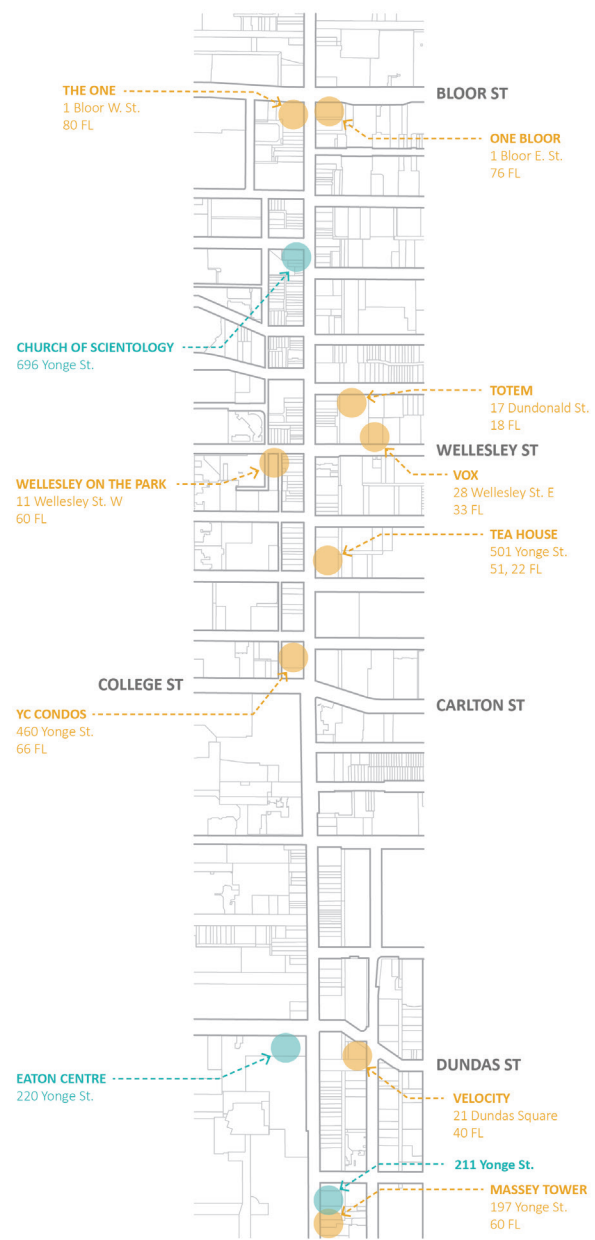 THE ONE
1 Bloor W. St.
80 FL
BLOOR ST
ONE BLOOR
1 Bloor E. St.
76 FL
CHURCH OF SCIENTOLOGY
696 Yonge St.
TOTEM
17 Dundonald St.
18 FL
WELLESLEY ST
WELLESLEY ON THE PARK
11 Wellesley St. W
60 FL
VOX
28 Wellesley St. E
33 FL
TEA HOUSE
501 Yonge St.
51, 22 FL
COLLEGE ST
CARLTON ST
YC CONDOS
460 Yonge St.
66 FL
DUNDAS ST
EATON CENTRE
220 Yonge St.
VELOCITY
21 Dundas Square
40 FL
211 Yonge St.
MASSEY TOWER
197 Yonge St.
60 FL